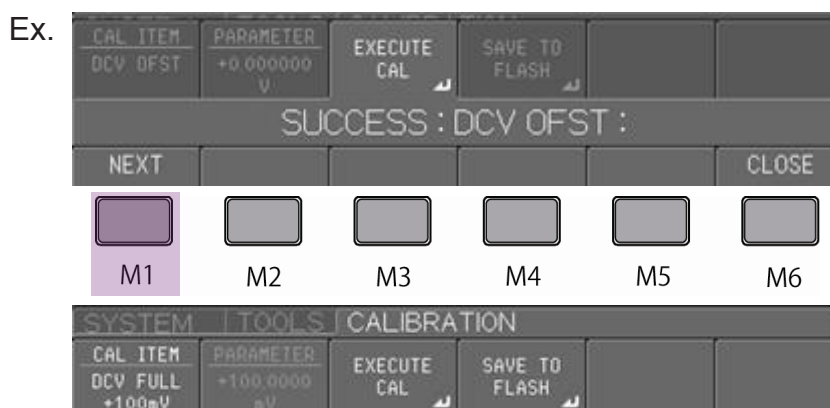 Ex.
CAL ITEM PARAMETER
DCV OFST +0.000000 EXECUTE SAVE TO
V CAL FLASH
SUCCESS : DCV OFST :
NEXT CLOSE
M1 M2 M3 M4 M5 M6
SYSTEM TOOLS CALIBRATION
CAL ITEM PARAMETER
DCV FULL +100.0000 EXECUTE SAVE TO
+100mV mV CAL FLASH